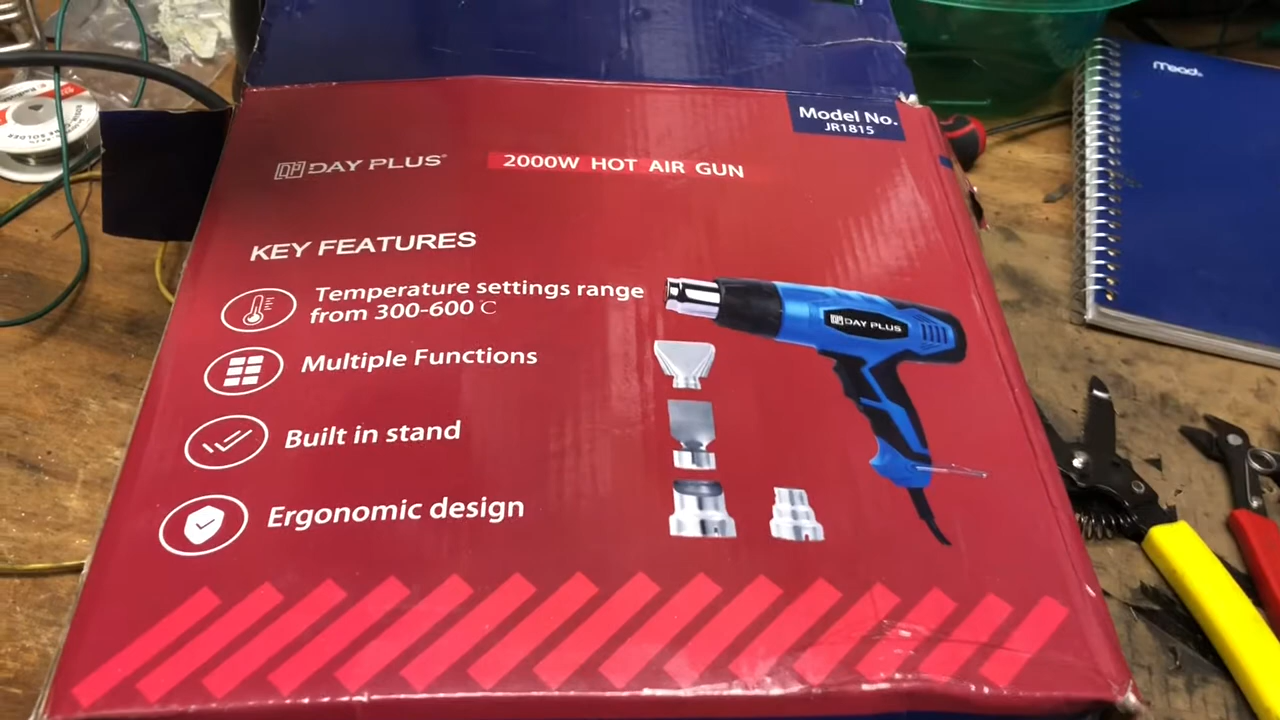 Mead
Model No.
JR1815
DAY PLUS
2000W HOT AIR GUN
KEY FEATURES
Temperature settings range
from 300-600℃
Multiple Functions
Built in stand
Ergonomic design
DAY PLUS